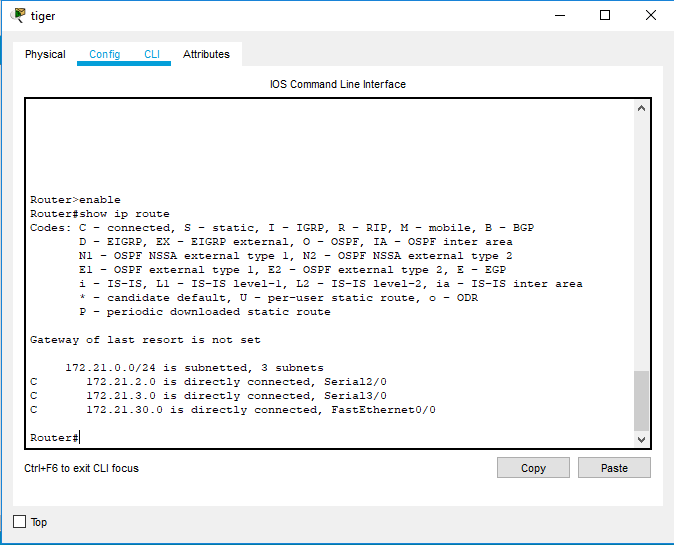 tiger
Physical Config CLI Attributes
IOS Command Line Interface
Router>enable
Router#show ip route
Codes: C - connected, S - static, I - IGRP, R - RIP, M - mobile, B - BGP
       D - EIGRP, EX - EIGRP external, O - OSPF, IA - OSPF inter area
       N1 - OSPF NSSA external type 1, N2 - OSPF NSSA external type 2
       E1 - OSPF external type 1, E2 - OSPF external type 2, E - EGP
       i - IS-IS, L1 - IS-IS level-1, L2 - IS-IS level-2, ia - IS-IS inter area
       * - candidate default, U - per-user static route, o - ODR
       P - periodic downloaded static route
Gateway of last resort is not set
     172.21.0.0/24 is subnetted, 3 subnets
C       172.21.2.0 is directly connected, Serial2/0
C       172.21.3.0 is directly connected, Serial3/0
C       172.21.30.0 is directly connected, FastEthernet0/0
Router#
Ctrl+F6 to exit CLI focus Copy Paste
Top